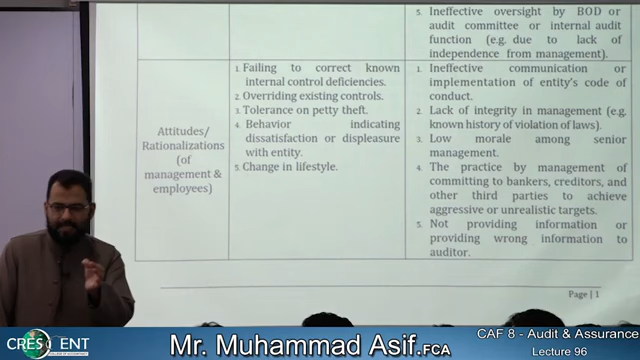 5. Ineffective oversight by BOD or
audit committee or internal audit
function (e.g. due to lack of
independence from management).
Attitudes/
Rationalizations
(of
management &
employees)
1. Failing to correct known
internal control deficiencies.
2. Overriding existing controls.
3. Tolerance on petty theft.
4. Behavior indicating
dissatisfaction or displeasure
with entity.
5. Change in lifestyle.
1. Ineffective communication or
implementation of entity's code of
conduct.
2. Lack of integrity in management (e.g.
known history of violation of laws).
3. Low morale among senior
management.
4. The practice by management of
committing to bankers, creditors, and
other third parties to achieve
aggressive or unrealistic targets.
5. Not providing information or
providing wrong information to
auditor.
Page | 1
CRESCENT
Mr. Muhammad Asif.FCA
CAF 8 - Audit & Assurance
Lecture 96